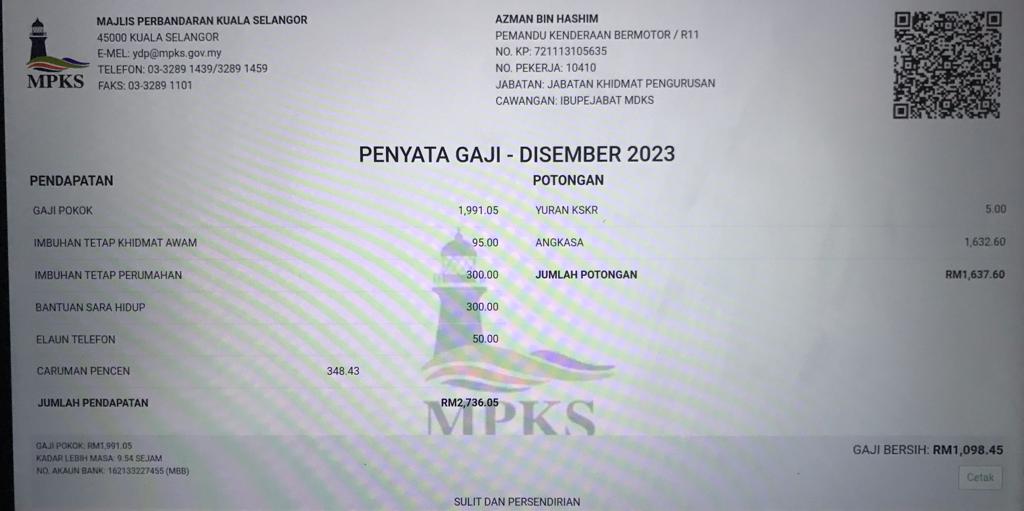 MAJLIS PERBANDARAN KUALA SELANGOR
45000 KUALA SELANGOR
E-MEL: ydp@mpks.gov.my
TELEFON: 03-3289 1439/3289 1459
FAKS: 03-3289 1101
MPKS
AZMAN BIN HASHIM
PEMANDU KENDERAAN BERMOTOR / R11
NO. KP: 721113105635
NO. PEKERJA: 10410
JABATAN: JABATAN KHIDMAT PENGURUSAN
CAWANGAN: IBUPEJABAT MDKS
PENYATA GAJI - DISEMBER 2023
PENDAPATAN
GAJI POKOK 1,991.05
IMBUHAN TETAP KHIDMAT AWAM 95.00
IMBUHAN TETAP PERUMAHAN 300.00
BANTUAN SARA HIDUP 300.00
ELAUN TELEFON 50.00
CARUMAN PENCEN 348.43
JUMLAH PENDAPATAN RM2,736.05
POTONGAN
YURAN KSKR 5.00
ANGKASA 1,632.60
JUMLAH POTONGAN RM1,637.60
MPKS
GAJI POKOK: RM1,991.05
KADAR LEBIH MASA: 9.54 SEJAM
NO. AKAUN BANK: 162133227455 (MBB)
GAJI BERSIH: RM1,098.45
Cetak
SULIT DAN PERSENDIRIAN